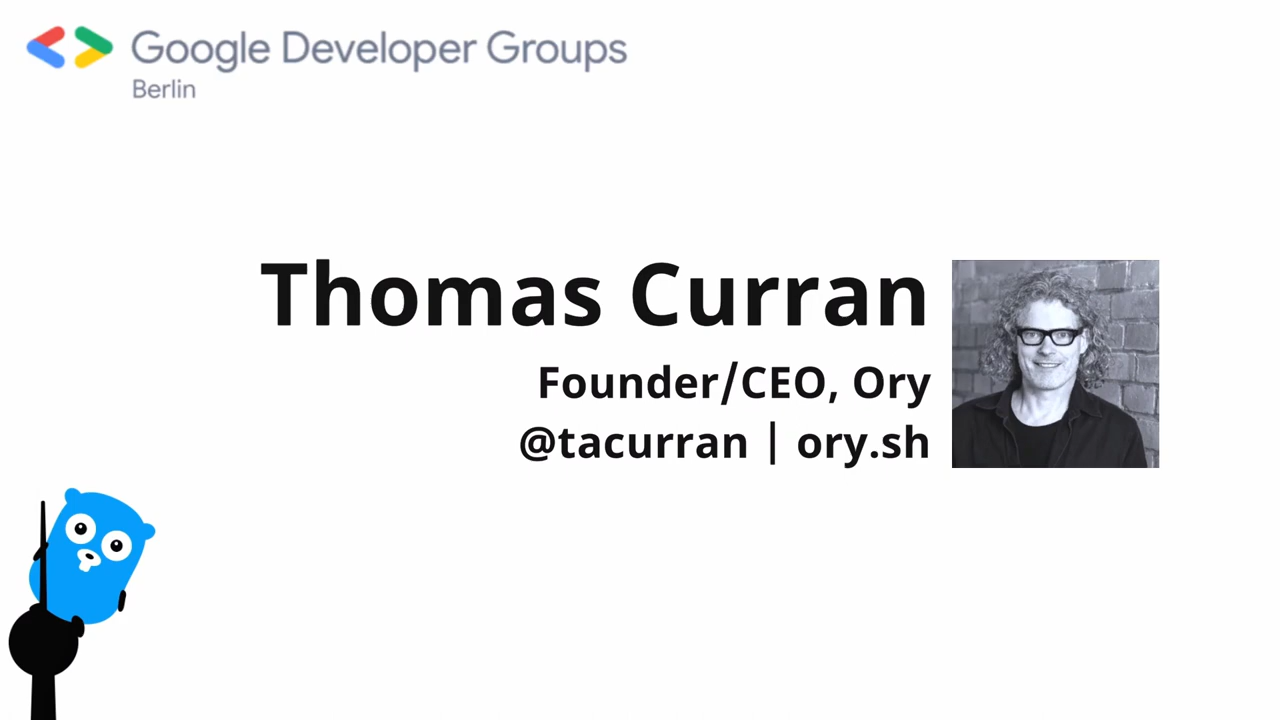 Google Developer Groups
Berlin
Thomas Curran
Founder/CEO, Ory
@tacurran | ory.sh